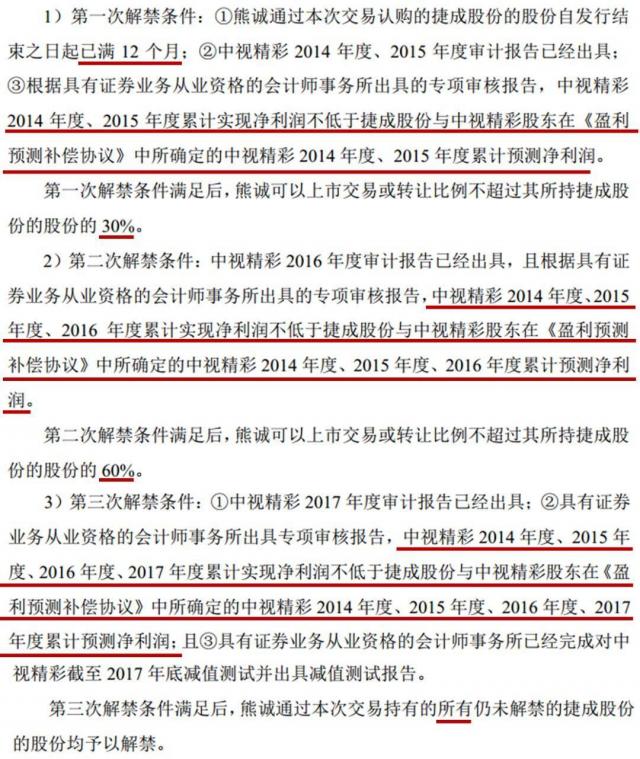 1）第一次解禁条件：①熊诚通过本次交易认购的捷成股份的股份自发行结
束之日起已满 12 个月；②中视精彩 2014 年度、2015 年度审计报告已经出具；
③根据具有证券业务从业资格的会计师事务所出具的专项审核报告，中视精彩
2014 年度、2015 年度累计实现净利润不低于捷成股份与中视精彩股东在《盈利
预测补偿协议》中所确定的中视精彩 2014 年度、2015 年度累计预测净利润。
第一次解禁条件满足后，熊诚可以上市交易或转让比例不超过其所持捷成股
份的股份的 30%。
2）第二次解禁条件：中视精彩 2016 年度审计报告已经出具，且根据具有证
券业务从业资格的会计师事务所出具的专项审核报告，中视精彩 2014 年度、2015
年度、2016 年度累计实现净利润不低于捷成股份与中视精彩股东在《盈利预测
补偿协议》中所确定的中视精彩 2014 年度、2015 年度、2016 年度累计预测净利
润。
第二次解禁条件满足后，熊诚可以上市交易或转让比例不超过其所持捷成股
份的股份的 60%。
3）第三次解禁条件：①中视精彩 2017 年度审计报告已经出具；②具有证券
业务从业资格的会计师事务所出具专项审核报告，中视精彩 2014 年度、2015 年
度、2016 年度、2017 年度累计实现净利润不低于捷成股份与中视精彩股东在《盈
利预测补偿协议》中所确定的中视精彩 2014 年度、2015 年度、2016 年度、2017
年度累计预测净利润；且③具有证券业务从业资格的会计师事务所已经完成对中
视精彩截至 2017 年底减值测试并出具减值测试报告。
第三次解禁条件满足后，熊诚通过本次交易持有的所有仍未解禁的捷成股份
的股份均予以解禁。